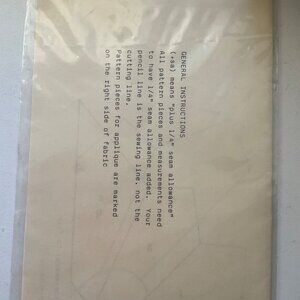 GENERAL INSTRUCTIONS
(+sa) means "plus 1/4" seam allowance"
All pattern pieces and measurements need
to have 1/4" seam allowance added. Your
pencil line is the sewing line, not the
cutting line.
Pattern pieces for applique are marked
on the right side of fabric